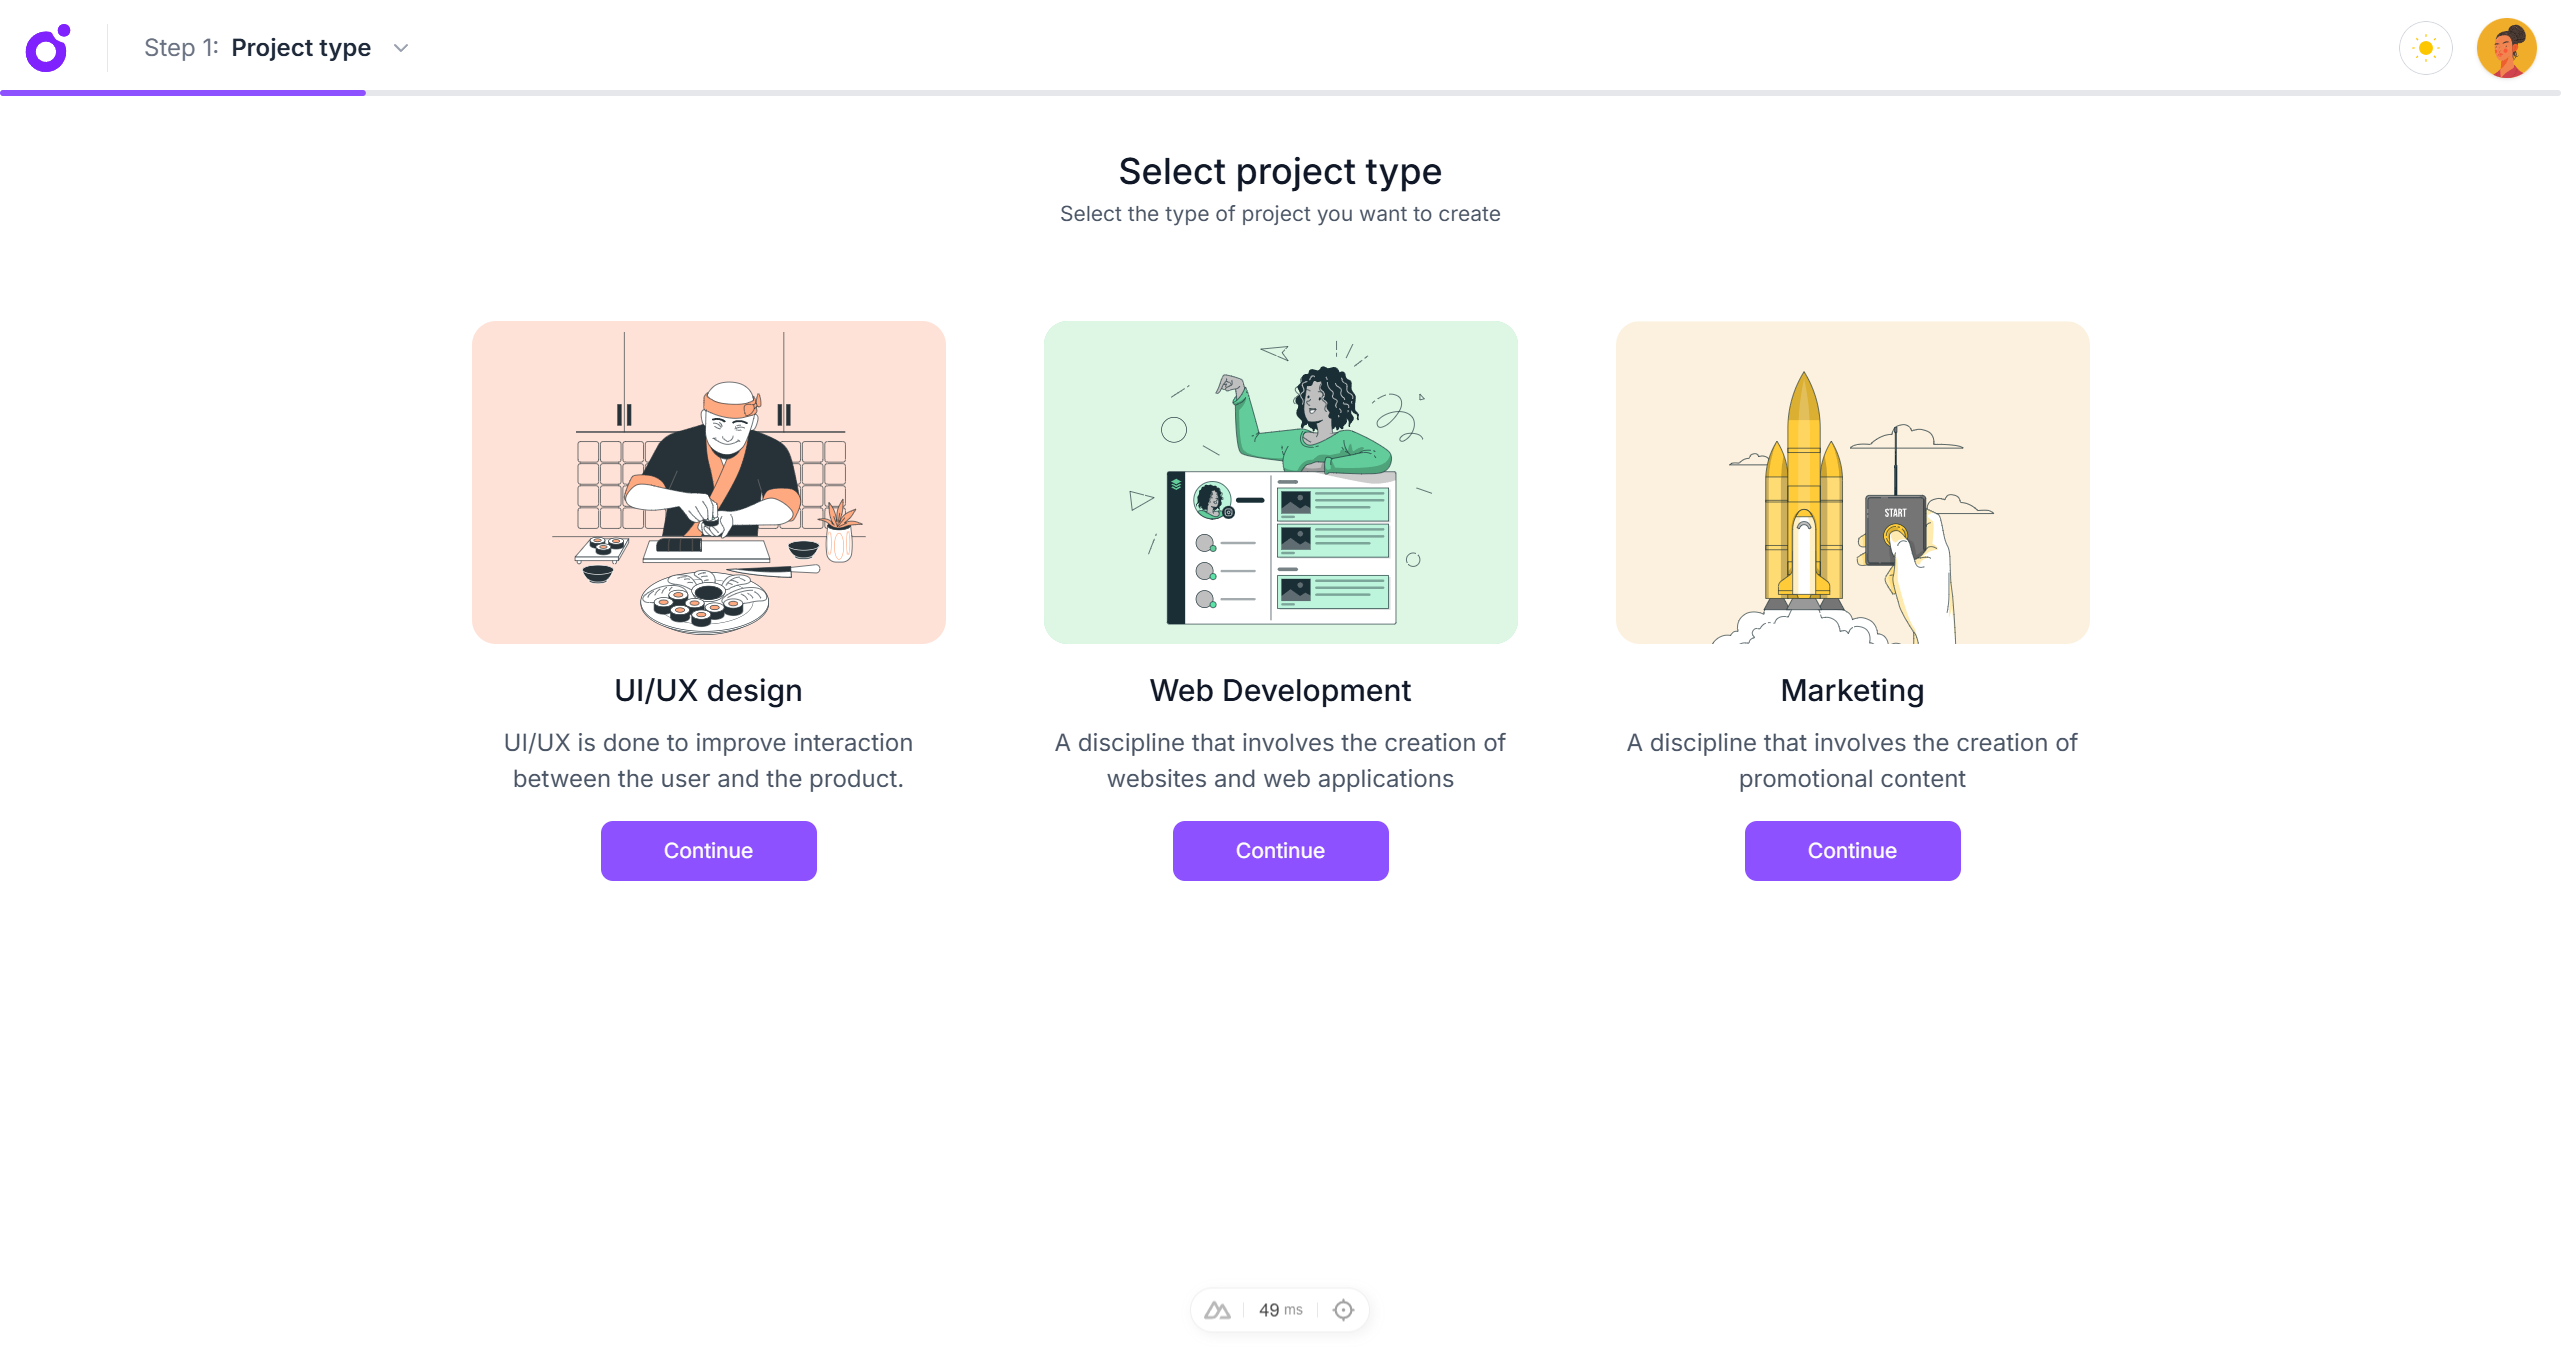 Step 1: Project type
Select project type
Select the type of project you want to create
START
UI/UX design
UI/UX is done to improve interaction
between the user and the product.
Continue
Web Development
A discipline that involves the creation of
websites and web applications
Continue
Marketing
A discipline that involves the creation of
promotional content
Continue
49 ms